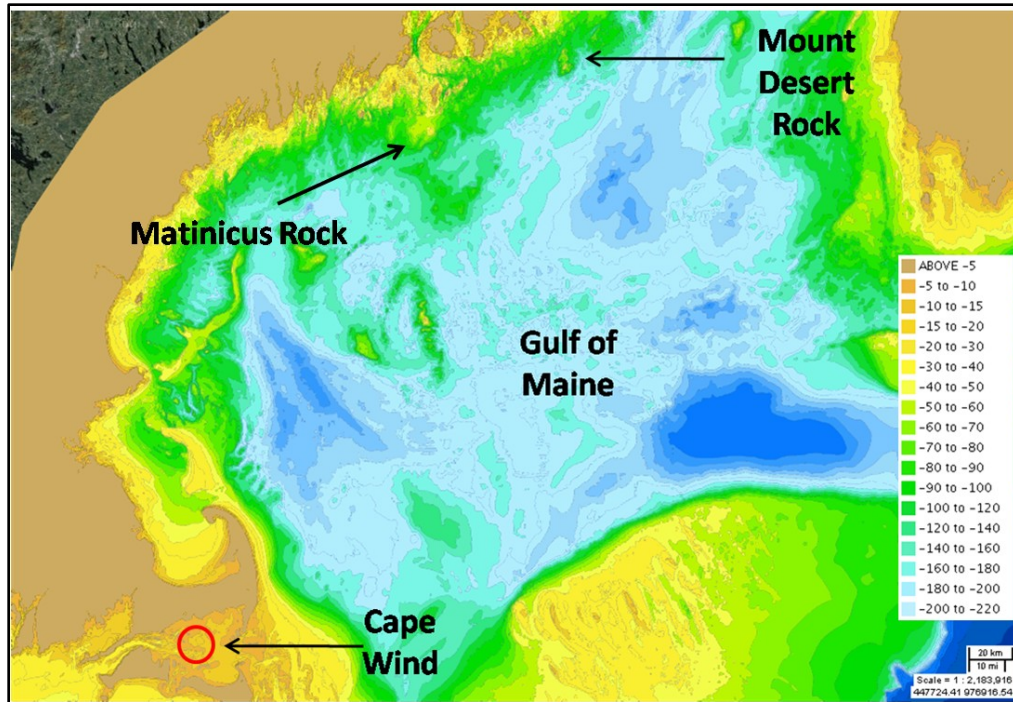 Mount
Desert
Rock
Matinicus Rock
Gulf of
Maine
Cape
Wind
ABOVE -5
-5 to -10
-10 to -15
-15 to -20
-20 to -30
-30 to -40
-40 to -50
-50 to -60
-60 to -70
-70 to -80
-80 to -90
-90 to -100
-100 to -120
-120 to -140
-140 to -160
-160 to -180
-180 to -200
-200 to -220
20 km
10 mi
Scale = 1 : 2,183,916
447724.41 976916.54